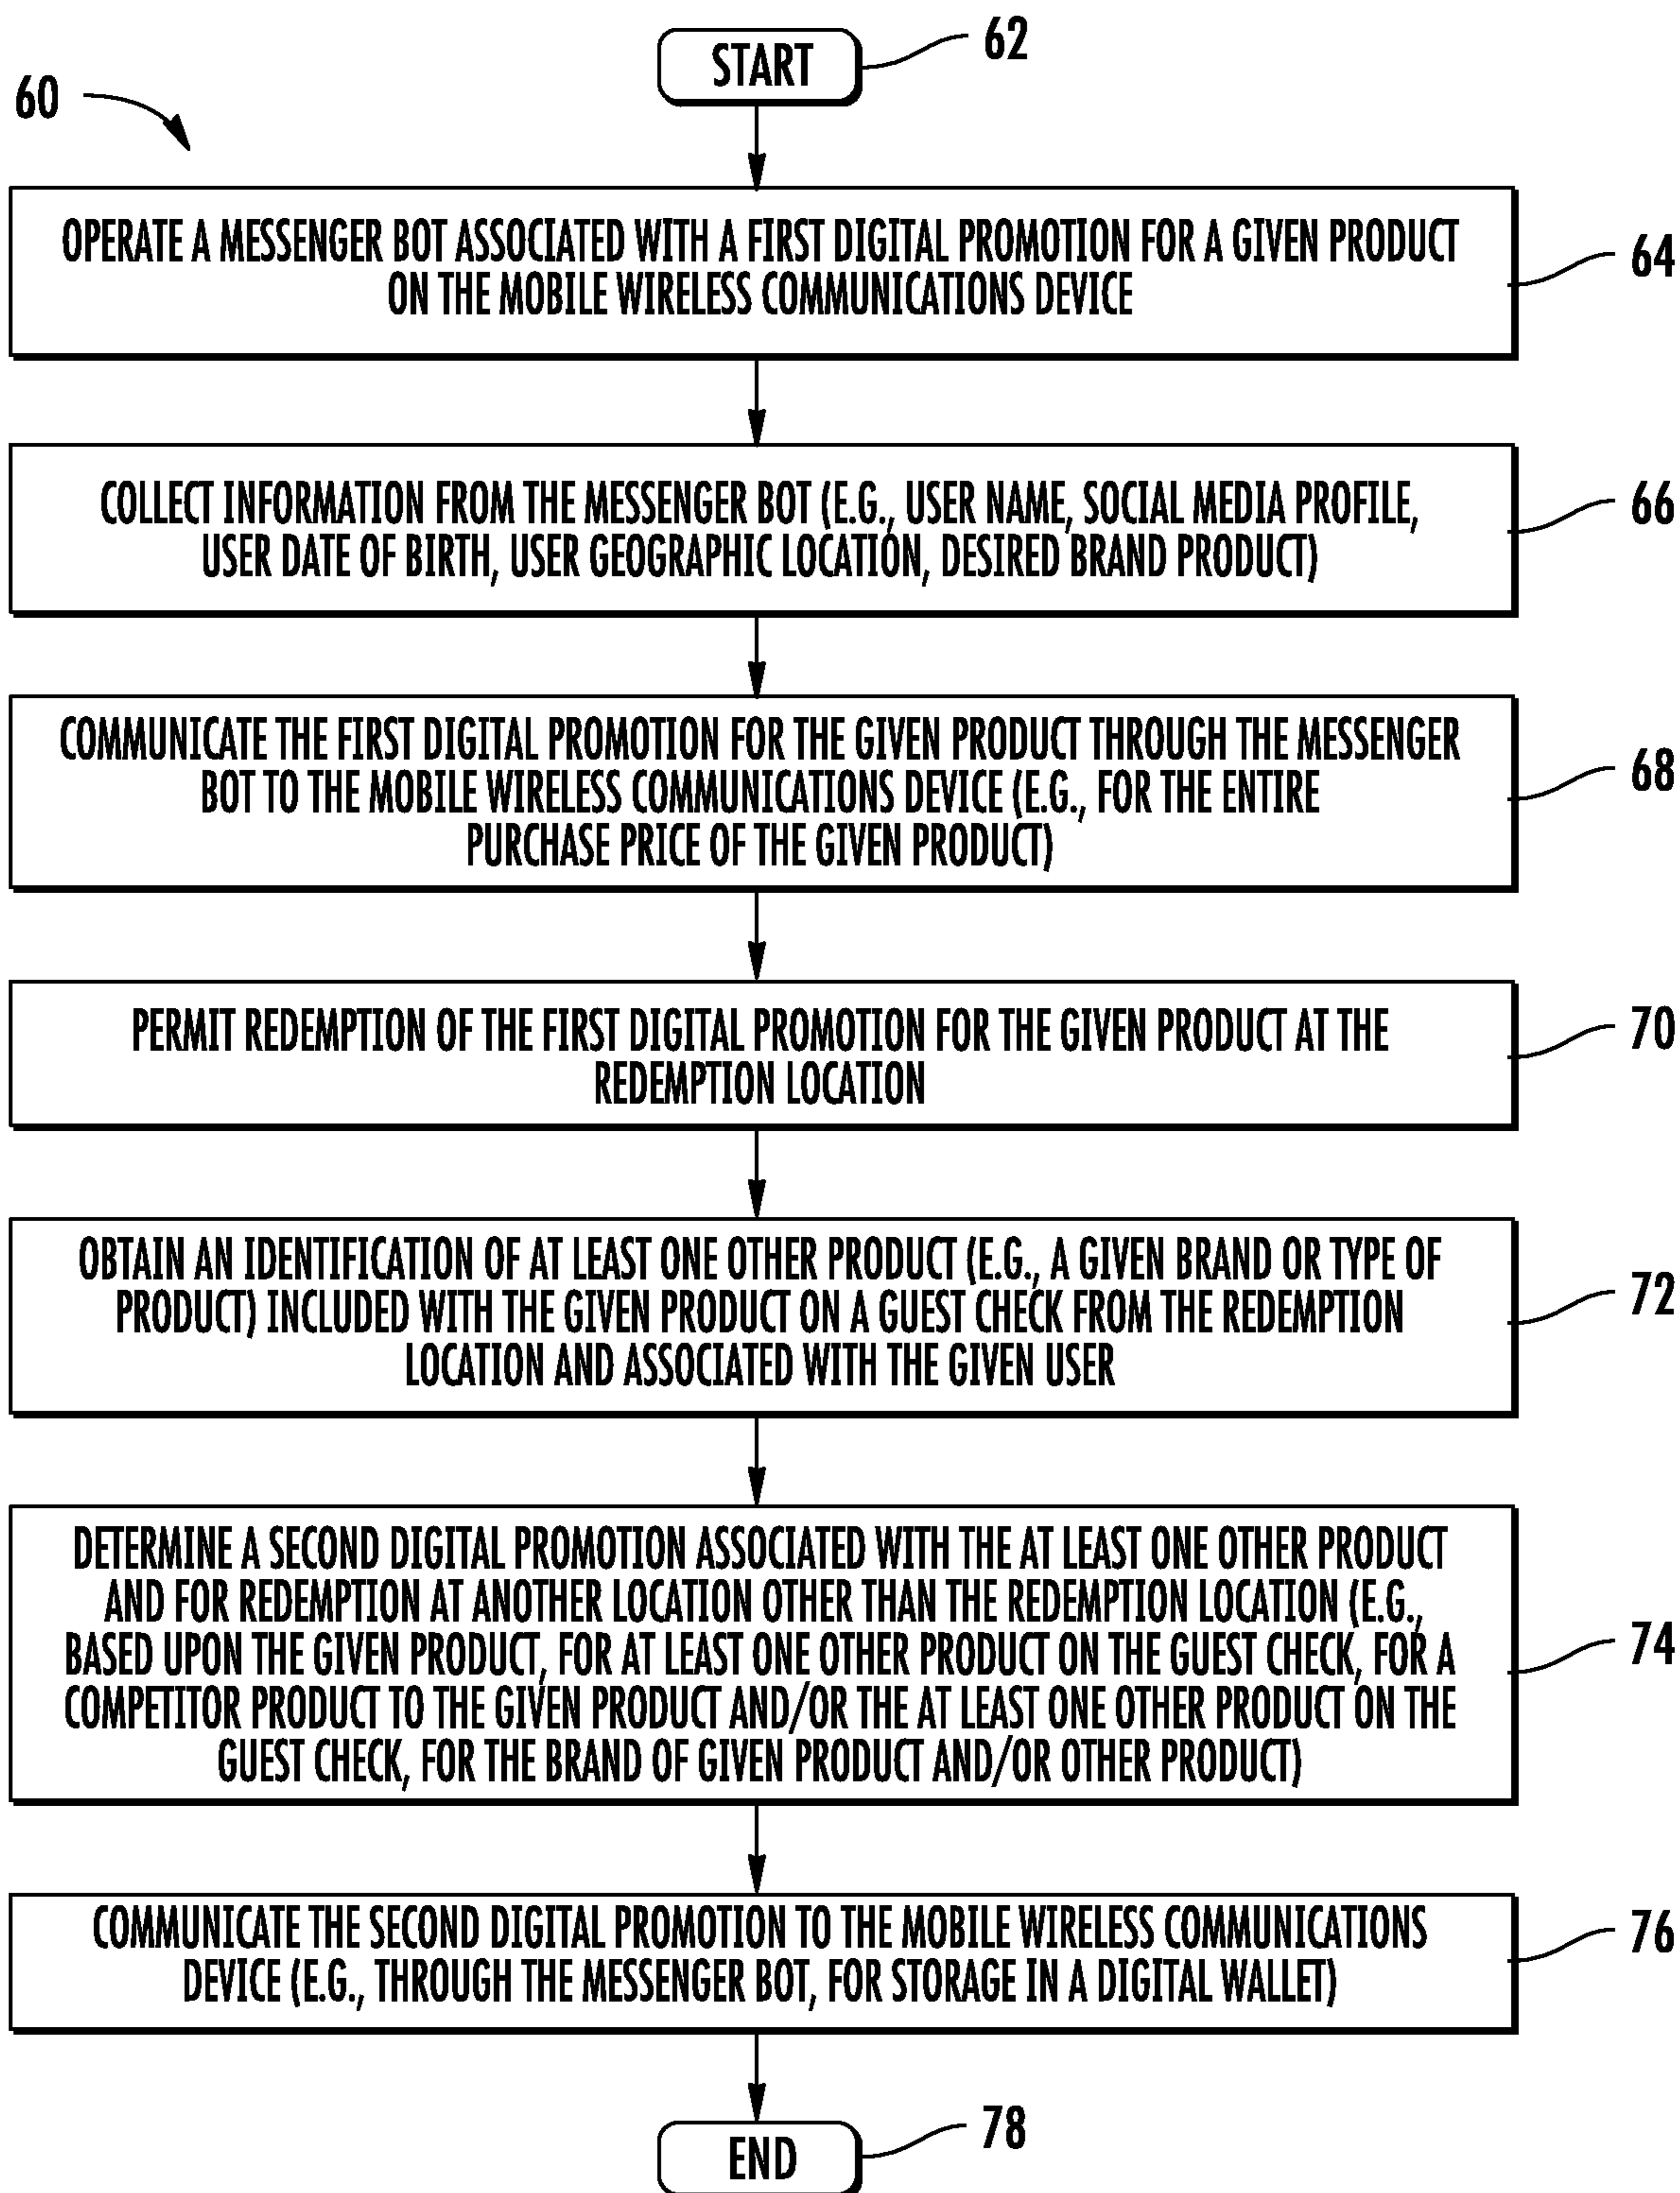 START
62
60
OPERATE A MESSENGER BOT ASSOCIATED WITH A FIRST DIGITAL PROMOTION FOR A GIVEN PRODUCT
ON THE MOBILE WIRELESS COMMUNICATIONS DEVICE
64
COLLECT INFORMATION FROM THE MESSENGER BOT (E.G., USER NAME, SOCIAL MEDIA PROFILE,
USER DATE OF BIRTH, USER GEOGRAPHIC LOCATION, DESIRED BRAND PRODUCT)
66
COMMUNICATE THE FIRST DIGITAL PROMOTION FOR THE GIVEN PRODUCT THROUGH THE MESSENGER
BOT TO THE MOBILE WIRELESS COMMUNICATIONS DEVICE (E.G., FOR THE ENTIRE
PURCHASE PRICE OF THE GIVEN PRODUCT)
68
PERMIT REDEMPTION OF THE FIRST DIGITAL PROMOTION FOR THE GIVEN PRODUCT AT THE
REDEMPTION LOCATION
70
OBTAIN AN IDENTIFICATION OF AT LEAST ONE OTHER PRODUCT (E.G., A GIVEN BRAND OR TYPE OF
PRODUCT) INCLUDED WITH THE GIVEN PRODUCT ON A GUEST CHECK FROM THE REDEMPTION
LOCATION AND ASSOCIATED WITH THE GIVEN USER
72
DETERMINE A SECOND DIGITAL PROMOTION ASSOCIATED WITH THE AT LEAST ONE OTHER PRODUCT
AND FOR REDEMPTION AT ANOTHER LOCATION OTHER THAN THE REDEMPTION LOCATION (E.G.,
BASED UPON THE GIVEN PRODUCT, FOR AT LEAST ONE OTHER PRODUCT ON THE GUEST CHECK, FOR A
COMPETITOR PRODUCT TO THE GIVEN PRODUCT AND/OR THE AT LEAST ONE OTHER PRODUCT ON THE
GUEST CHECK, FOR THE BRAND OF GIVEN PRODUCT AND/OR OTHER PRODUCT)
74
COMMUNICATE THE SECOND DIGITAL PROMOTION TO THE MOBILE WIRELESS COMMUNICATIONS
DEVICE (E.G., THROUGH THE MESSENGER BOT, FOR STORAGE IN A DIGITAL WALLET)
76
END
78